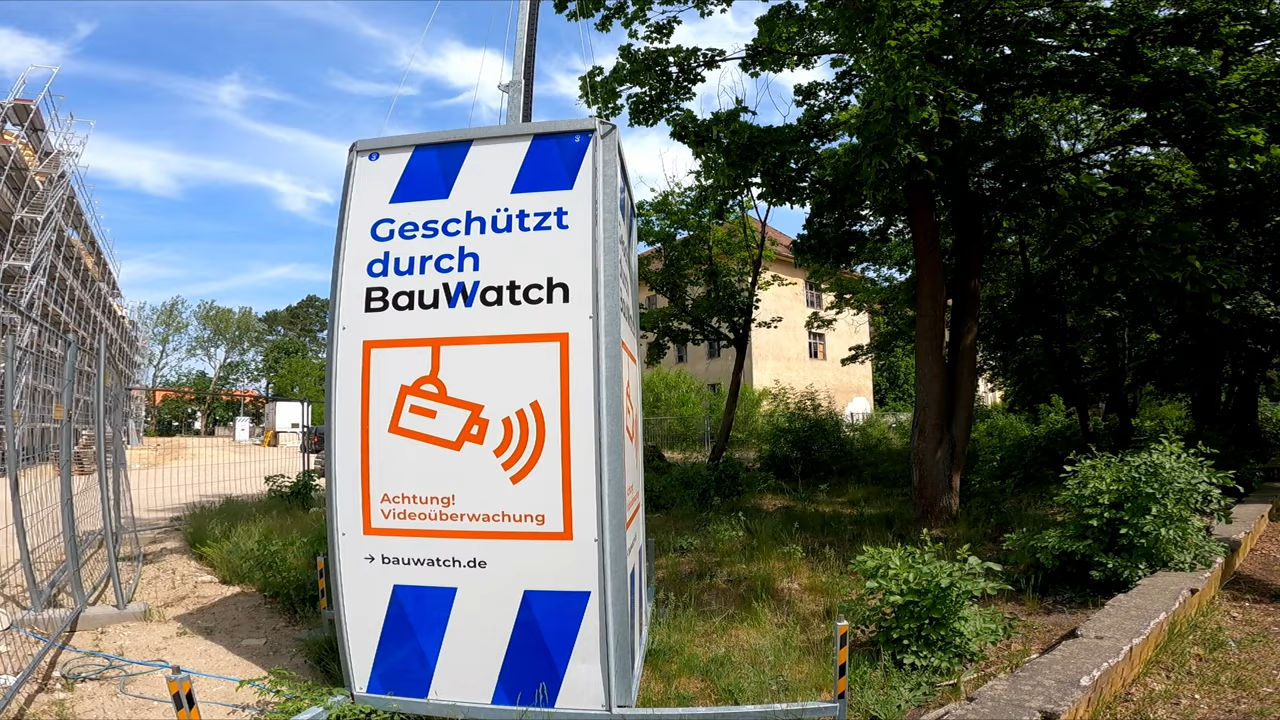 Geschützt
durch
BauWatch
Achtung!
Videoüberwachung
→ bauwatch.de